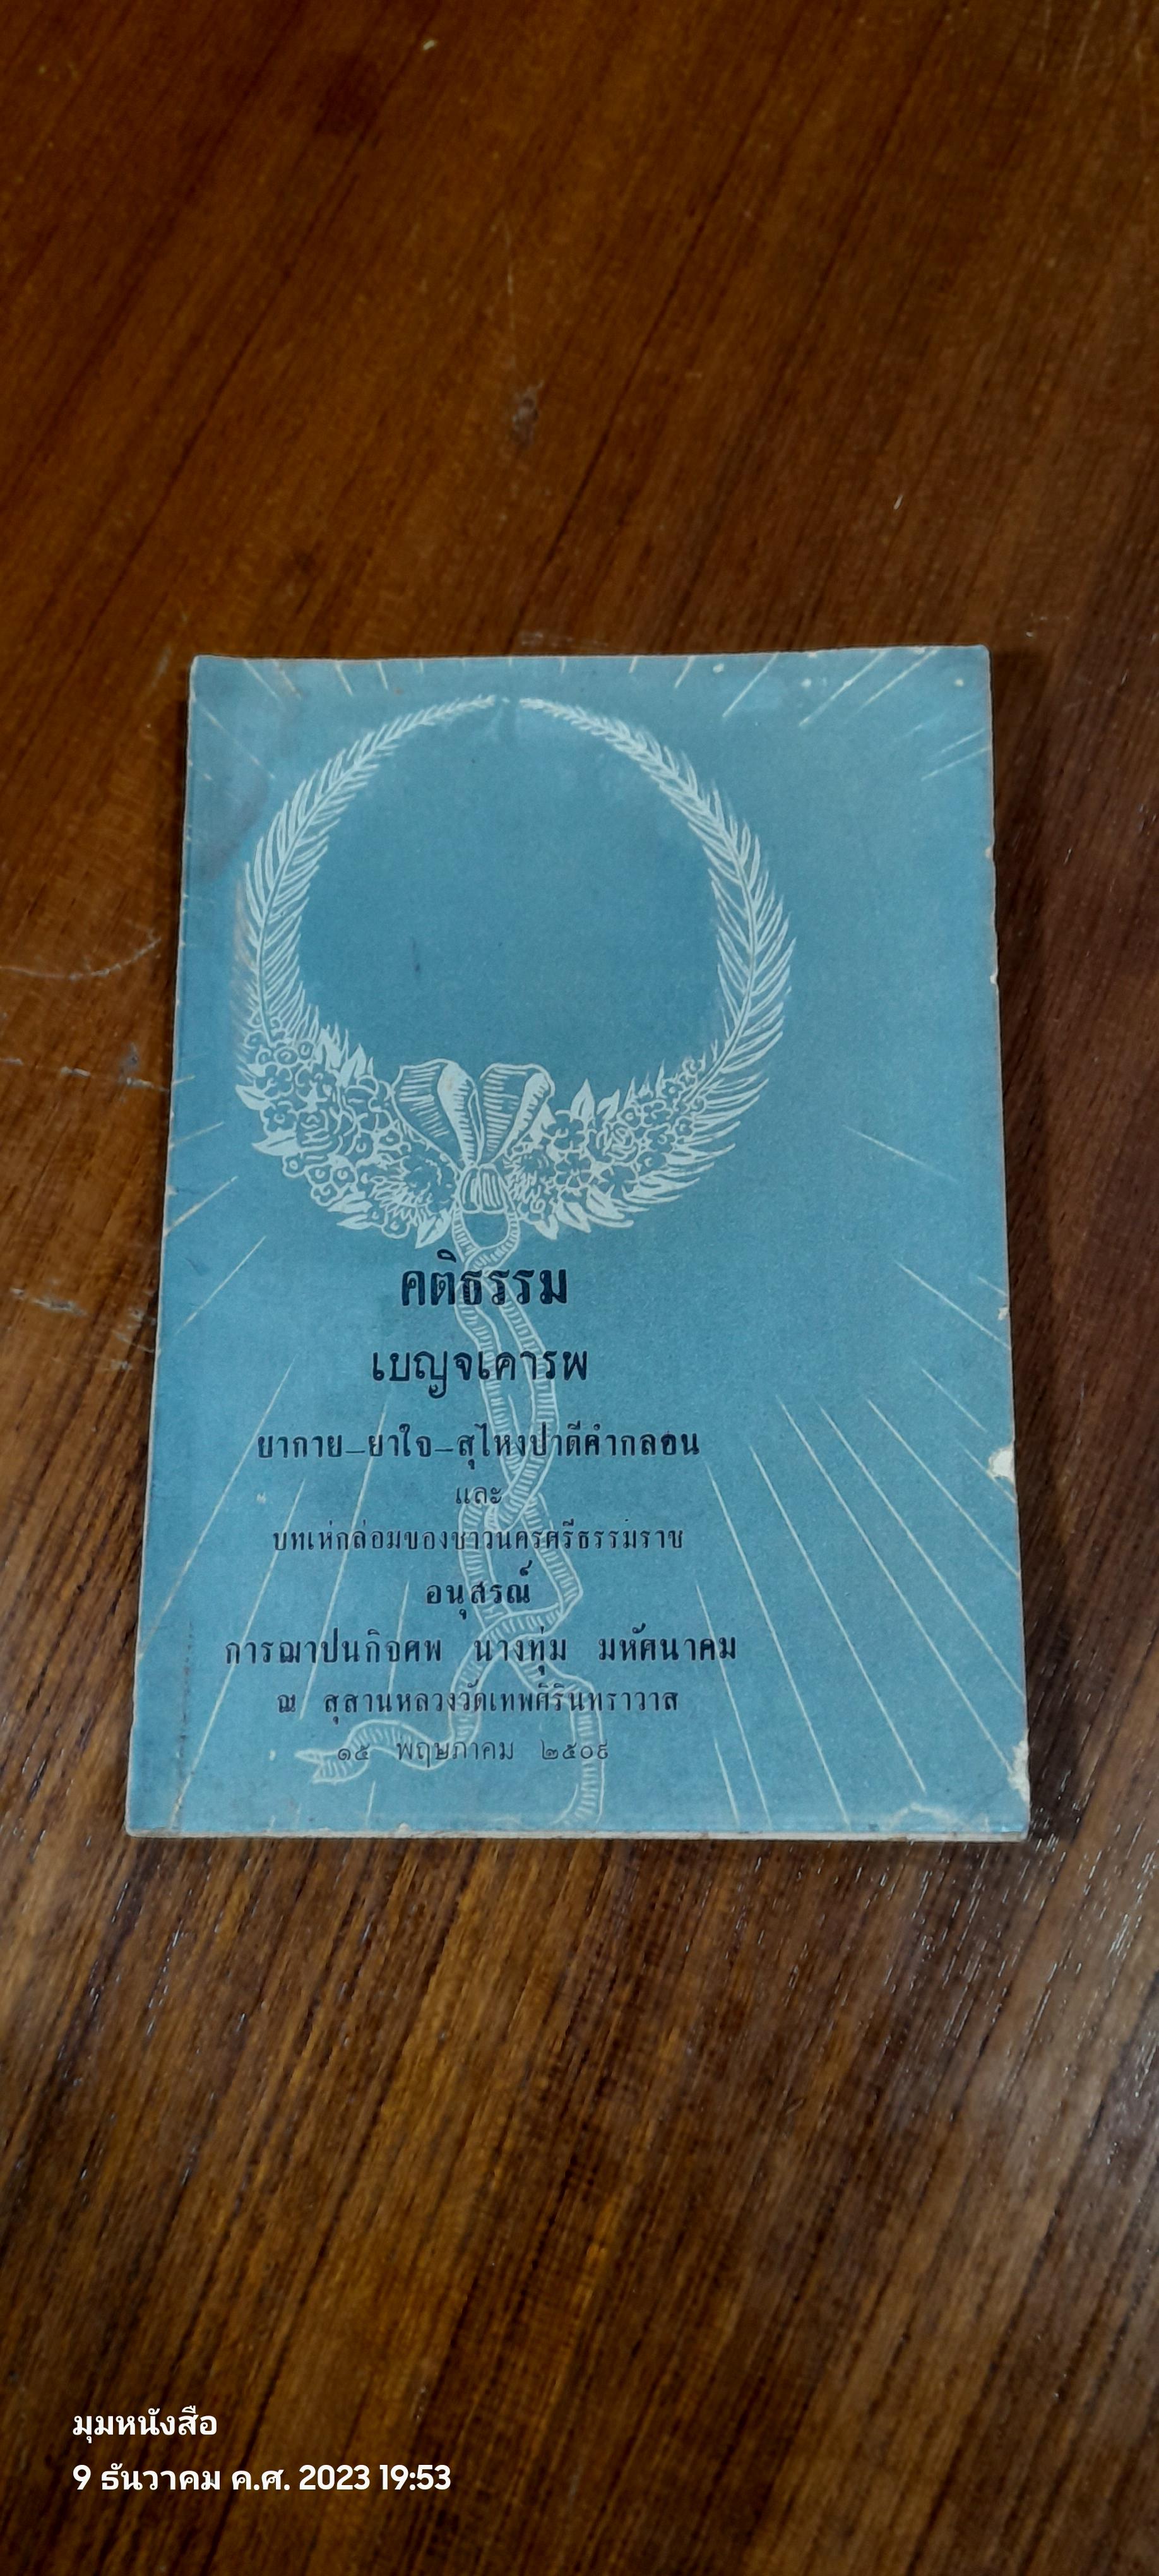 คติธรรม
เบญจเคารพ
ยากาย–ยาใจ–สุไหงปาดีคำกลอน
และ
บทเห่กล่อมของชาวนครศรีธรรมราช
อนุสรณ์
การฌาปนกิจศพ นางทุ่ม มหัศนาคม
ณ สุสานหลวงวัดเทพศิรินทราวาส
๑๕ พฤษภาคม ๒๕๐๙
มุมหนังสือ
9 ธันวาคม ค.ศ. 2023 19:53